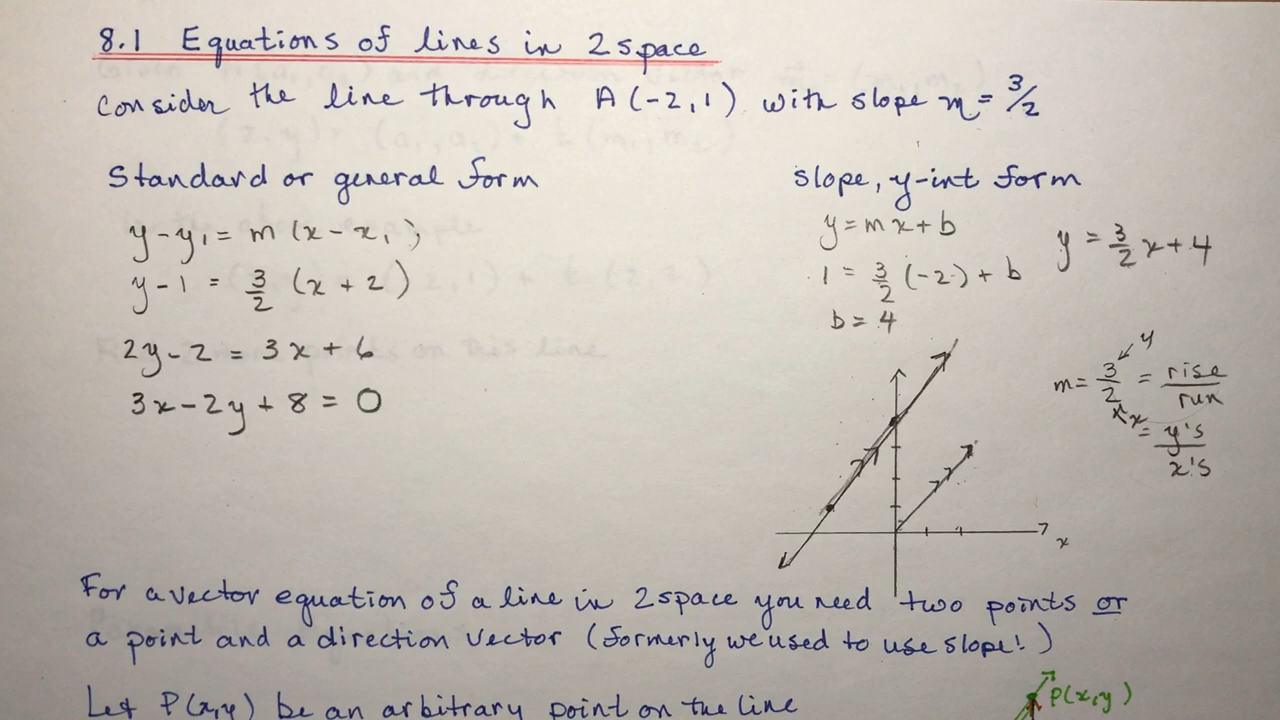 8.1 Equations of lines in 2 space
Consider the line through A(-2,1) with slope m = 3/2
Standard or general form
y - y₁ = m (x - x₁)
y - 1 = 3/2 (x + 2)
2y - 2 = 3x + 6
3x - 2y + 8 = 0
slope, y-int form
y = mx + b
1 = 3/2 (-2) + b
b = 4
y = 3/2 x + 4
m = 3/2 = rise/run
y
x
= y's/x's
x
For a vector equation of a line in 2 space you need two points or
a point and a direction vector (formerly we used to use slope!)
Let P(x,y) be an arbitrary point on the line
P(x,y)